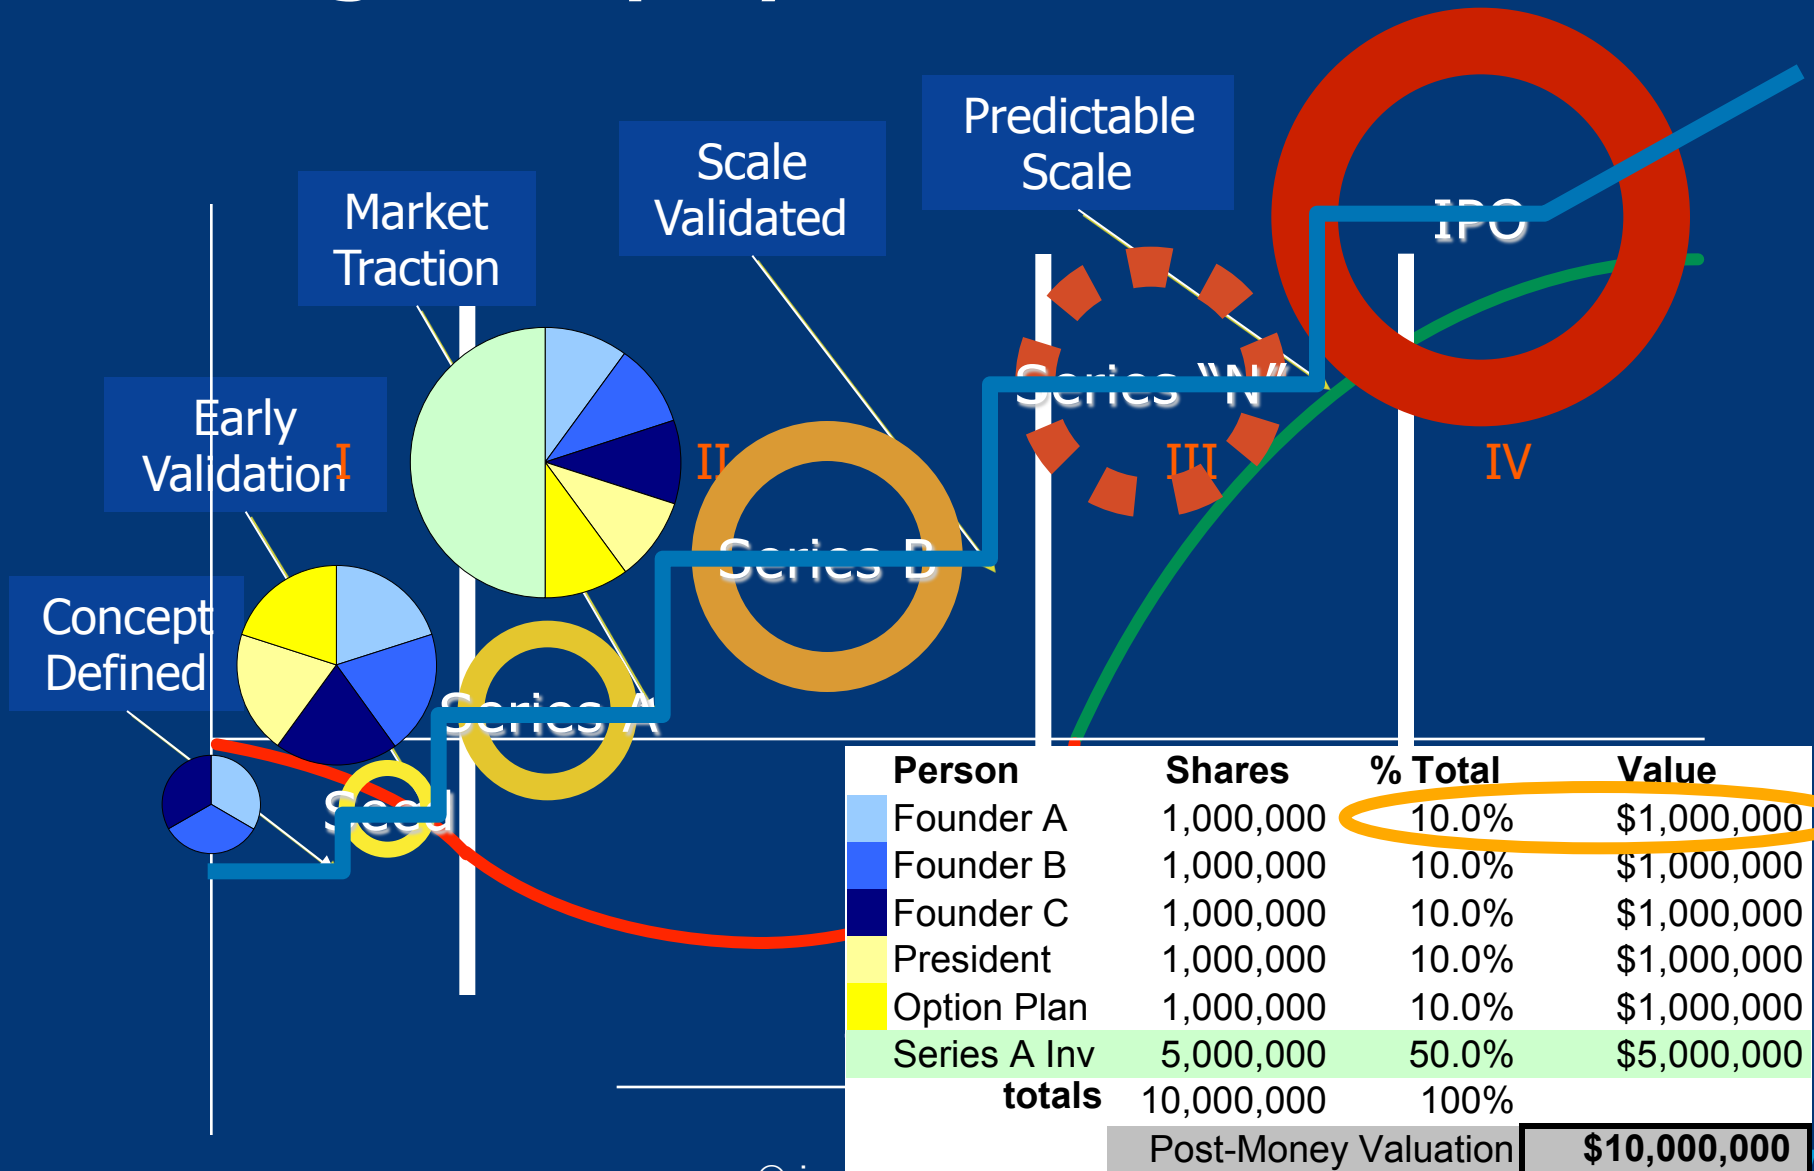 Predictable
Scale
Scale
Validated
Market
Traction
IPO
Series "N"
Early
Validation
I
II
III
IV
Series B
Concept
Defined
Series A
Seed
Person Shares % Total Value
Founder A 1,000,000 10.0% $1,000,000
Founder B 1,000,000 10.0% $1,000,000
Founder C 1,000,000 10.0% $1,000,000
President 1,000,000 10.0% $1,000,000
Option Plan 1,000,000 10.0% $1,000,000
Series A Inv 5,000,000 50.0% $5,000,000
totals 10,000,000 100%
Post-Money Valuation $10,000,000